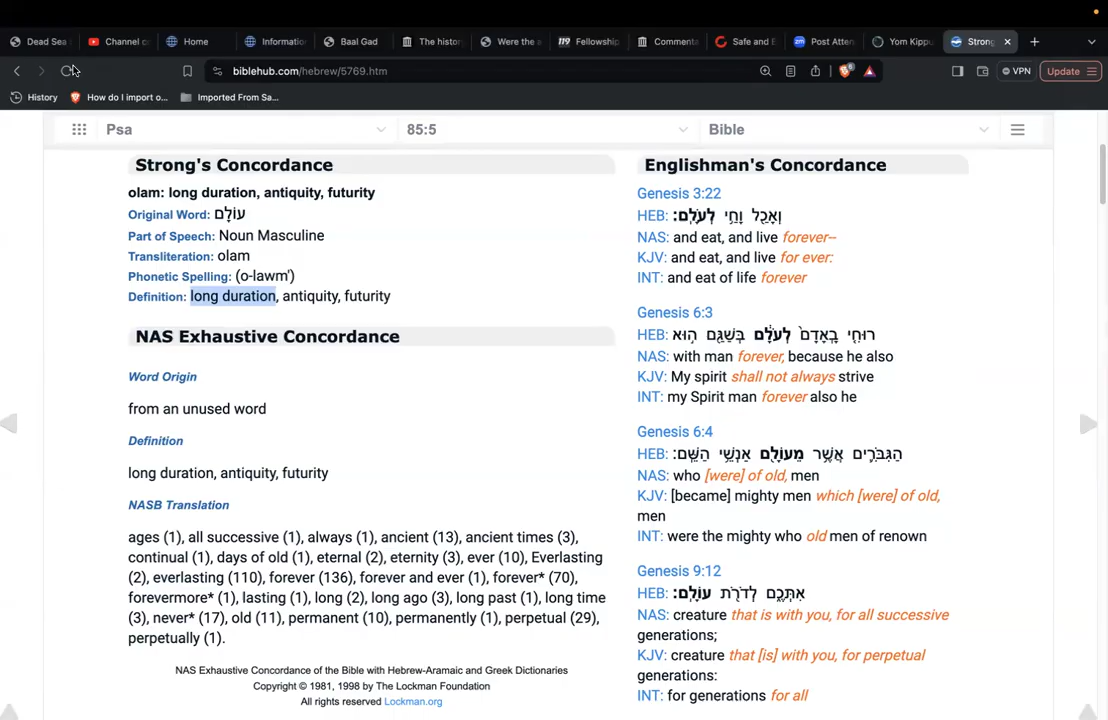 Dead Sea
Channel c
Home
Informatio
Baal Gad
The histor
Were the a
119 Fellowship
Commenta
Safe and E
zm Post Atten
Yom Kippu
Strong
biblehub.com/hebrew/5769.htm
6
VPN
Update
History
How do I import o...
Imported From Sa...
Psa
85:5
Bible
Strong's Concordance
olam: long duration, antiquity, futurity
Original Word: עוֹלָם
Part of Speech: Noun Masculine
Transliteration: olam
Phonetic Spelling: (o-lawm')
Definition: long duration, antiquity, futurity
NAS Exhaustive Concordance
Word Origin
from an unused word
Definition
long duration, antiquity, futurity
NASB Translation
ages (1), all successive (1), always (1), ancient (13), ancient times (3),
continual (1), days of old (1), eternal (2), eternity (3), ever (10), Everlasting
(2), everlasting (110), forever (136), forever and ever (1), forever* (70),
forevermore* (1), lasting (1), long (2), long ago (3), long past (1), long time
(3), never* (17), old (11), permanent (10), permanently (1), perpetual (29),
perpetually (1).
NAS Exhaustive Concordance of the Bible with Hebrew-Aramaic and Greek Dictionaries
Copyright © 1981, 1998 by The Lockman Foundation
All rights reserved Lockman.org
Englishman's Concordance
Genesis 3:22
HEB: וְאָכַ֖ל וָחַ֥י לְעֹלָֽם׃
NAS: and eat, and live forever--
KJV: and eat, and live for ever:
INT: and eat of life forever
Genesis 6:3
HEB: רוּחִ֤י בָֽאָדָם֙ לְעֹלָ֔ם בְּשַׁגַּ֖ם ה֣וּא
NAS: with man forever, because he also
KJV: My spirit shall not always strive
INT: my Spirit man forever also he
Genesis 6:4
HEB: הַגִּבֹּרִ֛ים אֲשֶׁ֥ר מֵעוֹלָ֖ם אַנְשֵׁ֥י הַשֵּֽׁם׃
NAS: who [were] of old, men
KJV: [became] mighty men which [were] of old,
men
INT: were the mighty who old men of renown
Genesis 9:12
HEB: אִתְּכֶ֑ם לְדֹרֹ֖ת עוֹלָֽם׃
NAS: creature that is with you, for all successive
generations;
KJV: creature that [is] with you, for perpetual
generations:
INT: for generations for all